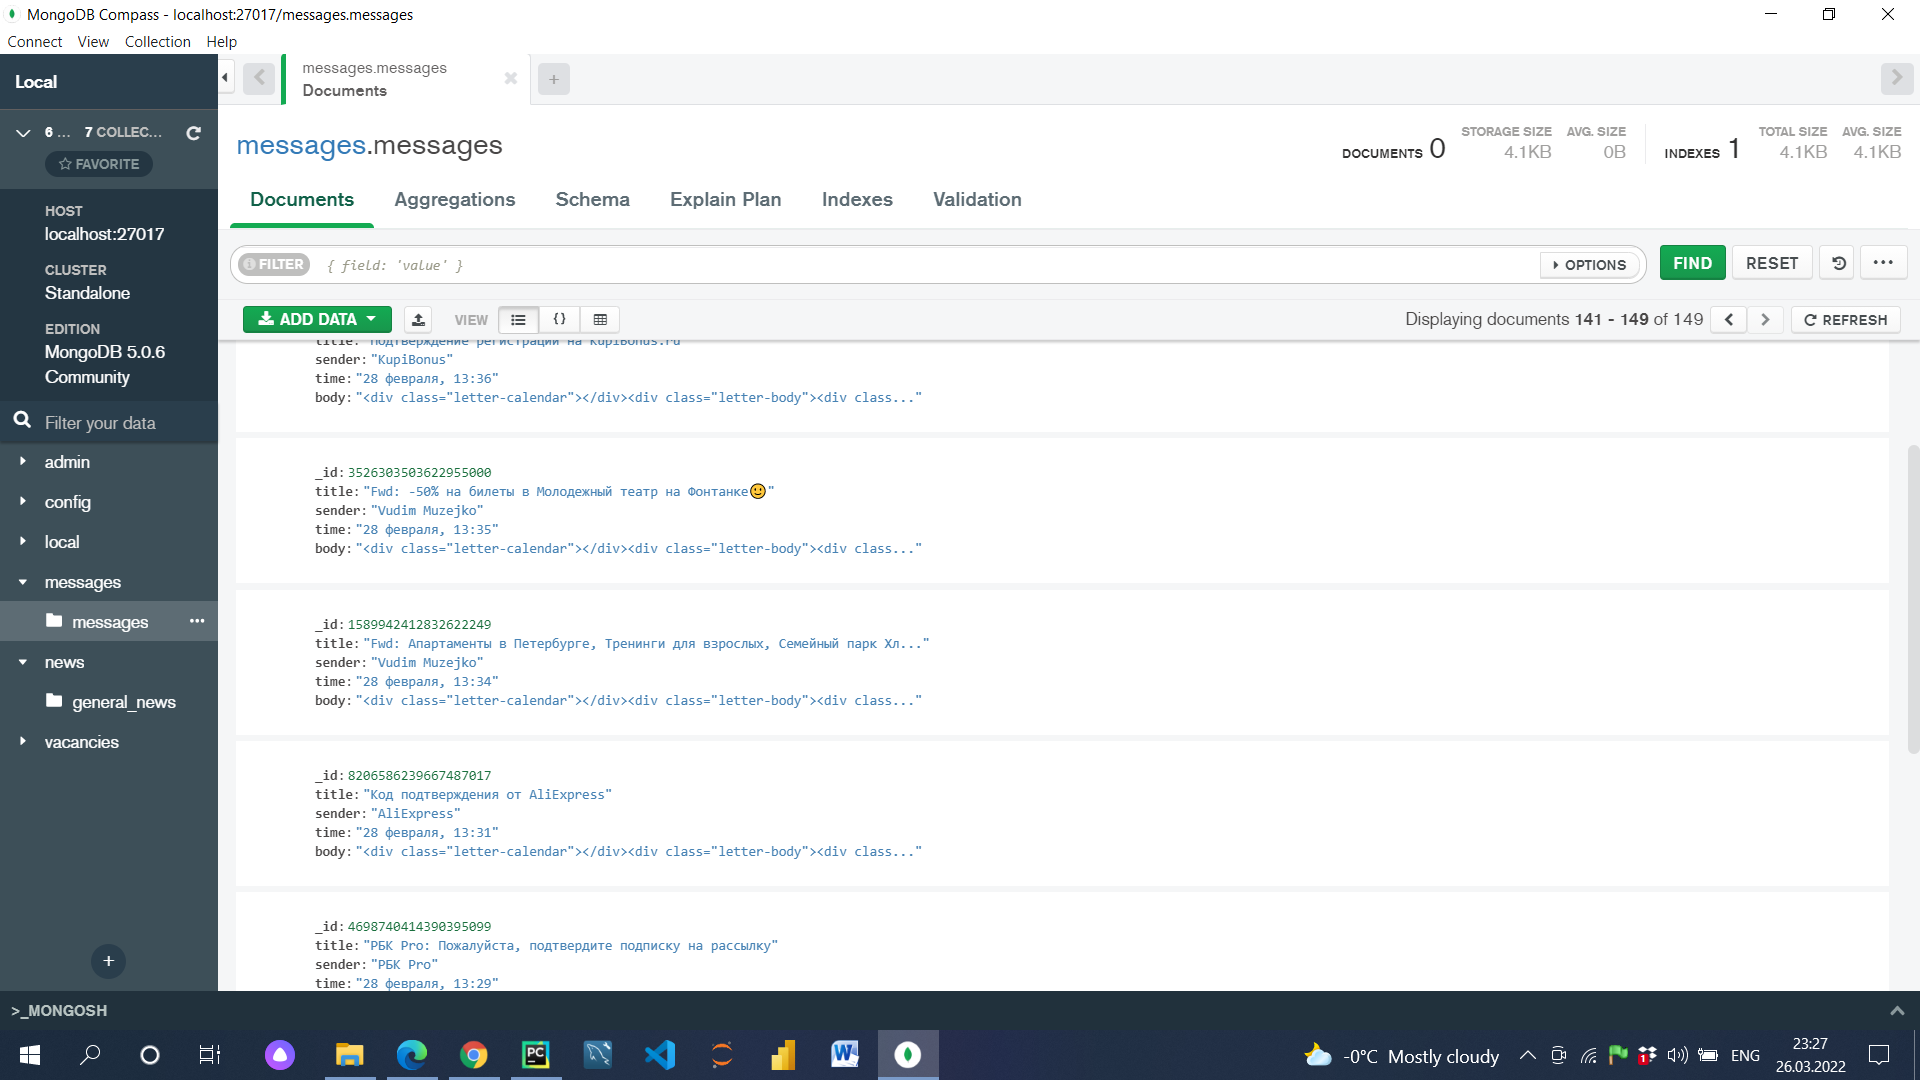 MongoDB Compass - localhost:27017/messages.messages
Connect View Collection Help
Local
messages.messages
Documents
6 ... 7 COLLEC...
FAVORITE
HOST
localhost:27017
CLUSTER
Standalone
EDITION
MongoDB 5.0.6
Community
Filter your data
admin
config
local
messages
messages
news
general_news
vacancies
messages.messages
DOCUMENTS 0
STORAGE SIZE
4.1KB
AVG. SIZE
0B
INDEXES 1
TOTAL SIZE
4.1KB
AVG. SIZE
4.1KB
Documents Aggregations Schema Explain Plan Indexes Validation
FILTER { field: 'value' } OPTIONS FIND RESET
ADD DATA VIEW {} Displaying documents 141 - 149 of 149 REFRESH
title: "Подтверждение регистрации на KupiBonus.ru"
sender: "KupiBonus"
time: "28 февраля, 13:36"
body: "<div class="letter-calendar"></div><div class="letter-body"><div class..."
_id: 3526303503622955000
title: "Fwd: -50% на билеты в Молодежный театр на Фонтанке🙂"
sender: "Vudim Muzejko"
time: "28 февраля, 13:35"
body: "<div class="letter-calendar"></div><div class="letter-body"><div class..."
_id: 1589942412832622249
title: "Fwd: Апартаменты в Петербурге, Тренинги для взрослых, Семейный парк Хл..."
sender: "Vudim Muzejko"
time: "28 февраля, 13:34"
body: "<div class="letter-calendar"></div><div class="letter-body"><div class..."
_id: 8206586239667487017
title: "Код подтверждения от AliExpress"
sender: "AliExpress"
time: "28 февраля, 13:31"
body: "<div class="letter-calendar"></div><div class="letter-body"><div class..."
_id: 4698740414390395099
title: "РБК Pro: Пожалуйста, подтвердите подписку на рассылку"
sender: "РБК Pro"
time: "28 февраля, 13:29"
>_MONGOSH
PC
W
-0°C Mostly cloudy
1
ENG
23:27
26.03.2022